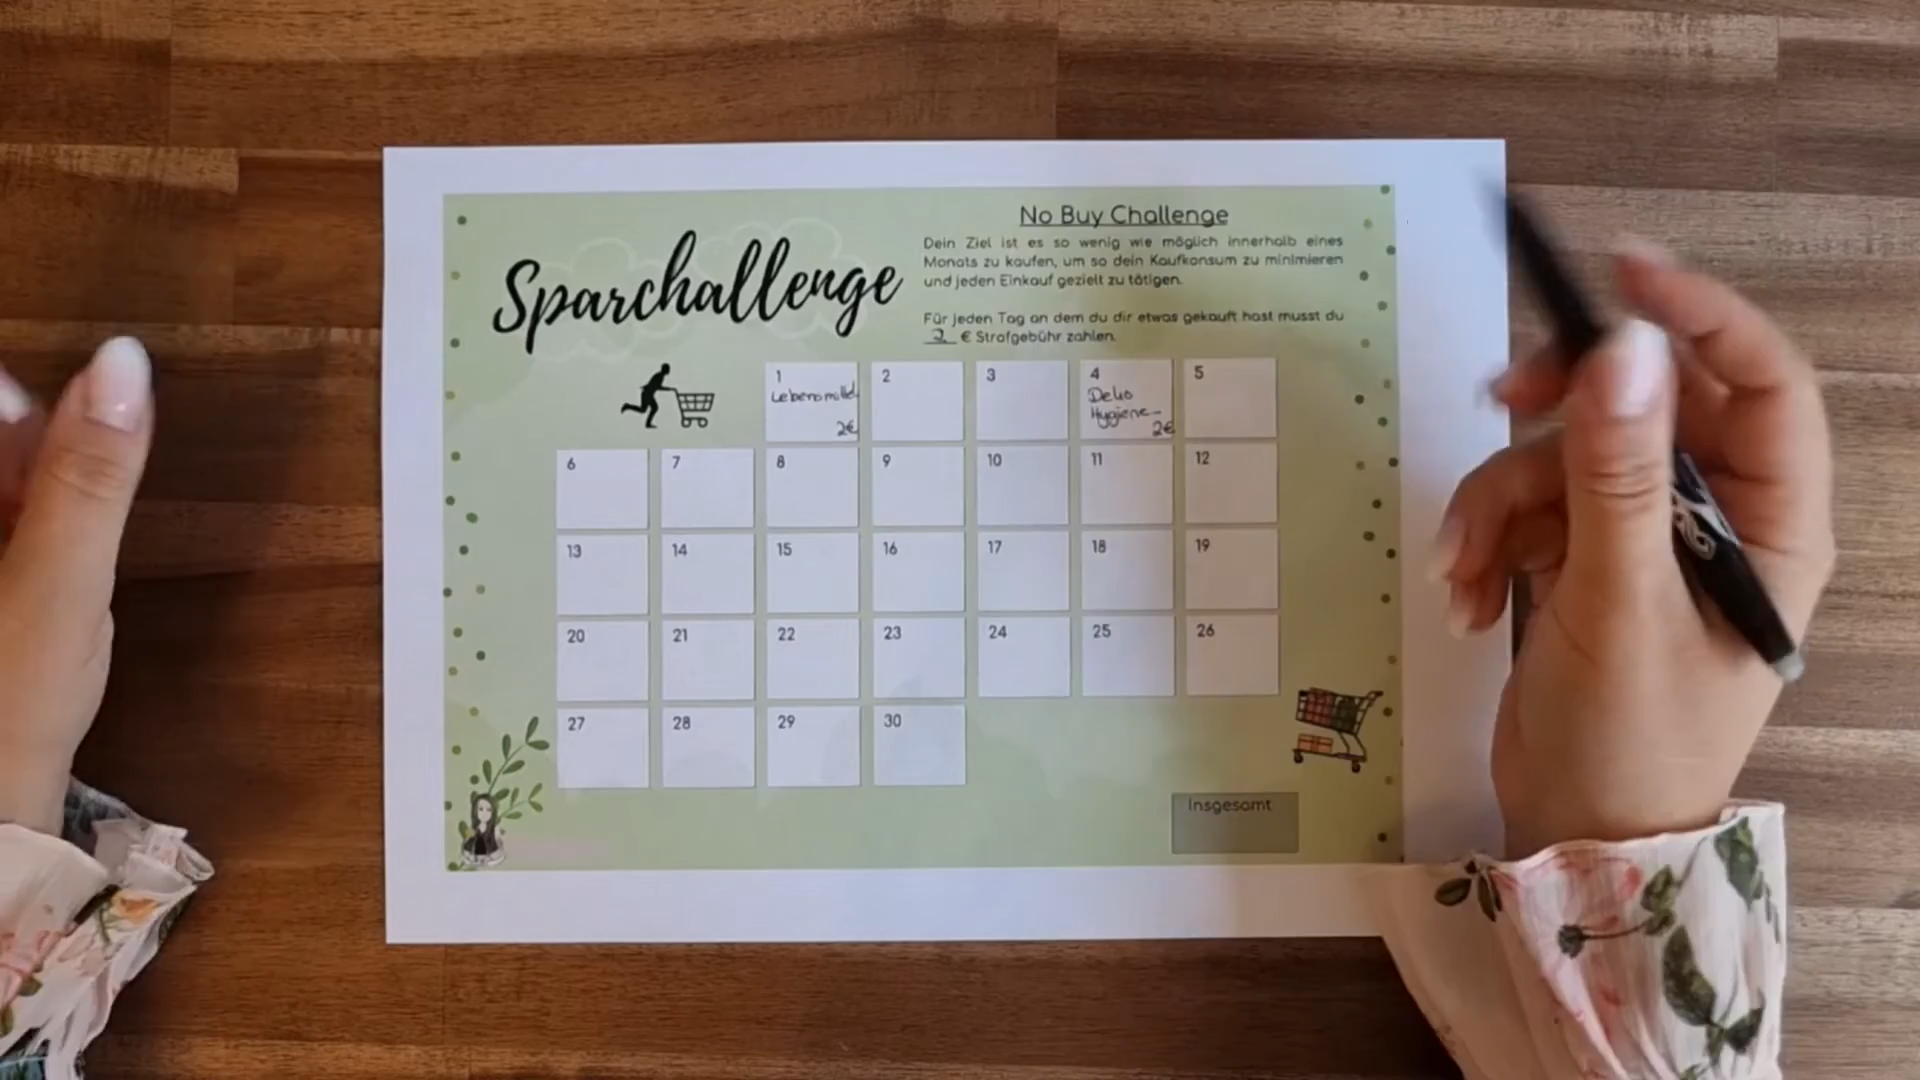 Sparchallenge
No Buy Challenge
Dein Ziel ist es so wenig wie möglich innerhalb eines
Monats zu kaufen, um so dein Kaufkonsum zu minimieren
und jeden Einkauf gezielt zu tätigen.
Für jeden Tag an dem du dir etwas gekauft hast musst du
2 € Strafgebühr zahlen.
1
Lebensmittel
2€
2
3
4
Deko
Hygiene
2€
5
6
7
8
9
10
11
12
13
14
15
16
17
18
19
20
21
22
23
24
25
26
27
28
29
30
Insgesamt